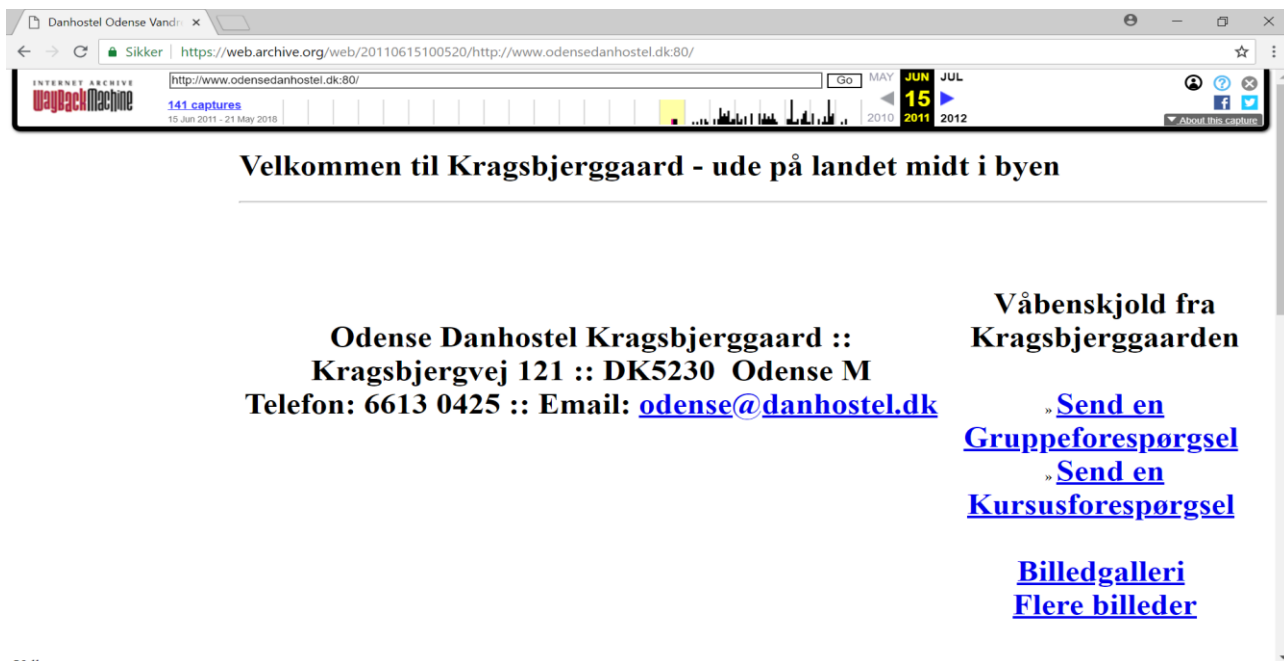 Danhostel Odense Vandr
Sikker | https://web.archive.org/web/20110615100520/http://www.odensedanhostel.dk:80/
INTERNET ARCHIVE
WayBackMachine
http://www.odensedanhostel.dk:80/
Go
MAY JUN JUL
141 captures
15
15 Jun 2011 - 21 May 2018
2010 2011 2012
About this capture
Velkommen til Kragsbjerggaard - ude på landet midt i byen
Odense Danhostel Kragsbjerggaard ::
Kragsbjergvej 121 :: DK5230 Odense M
Telefon: 6613 0425 :: Email: odense@danhostel.dk
Våbenskjold fra
Kragsbjerggaarden
» Send en
Gruppeforespørgsel
» Send en
Kursusforespørgsel
Billedgalleri
Flere billeder